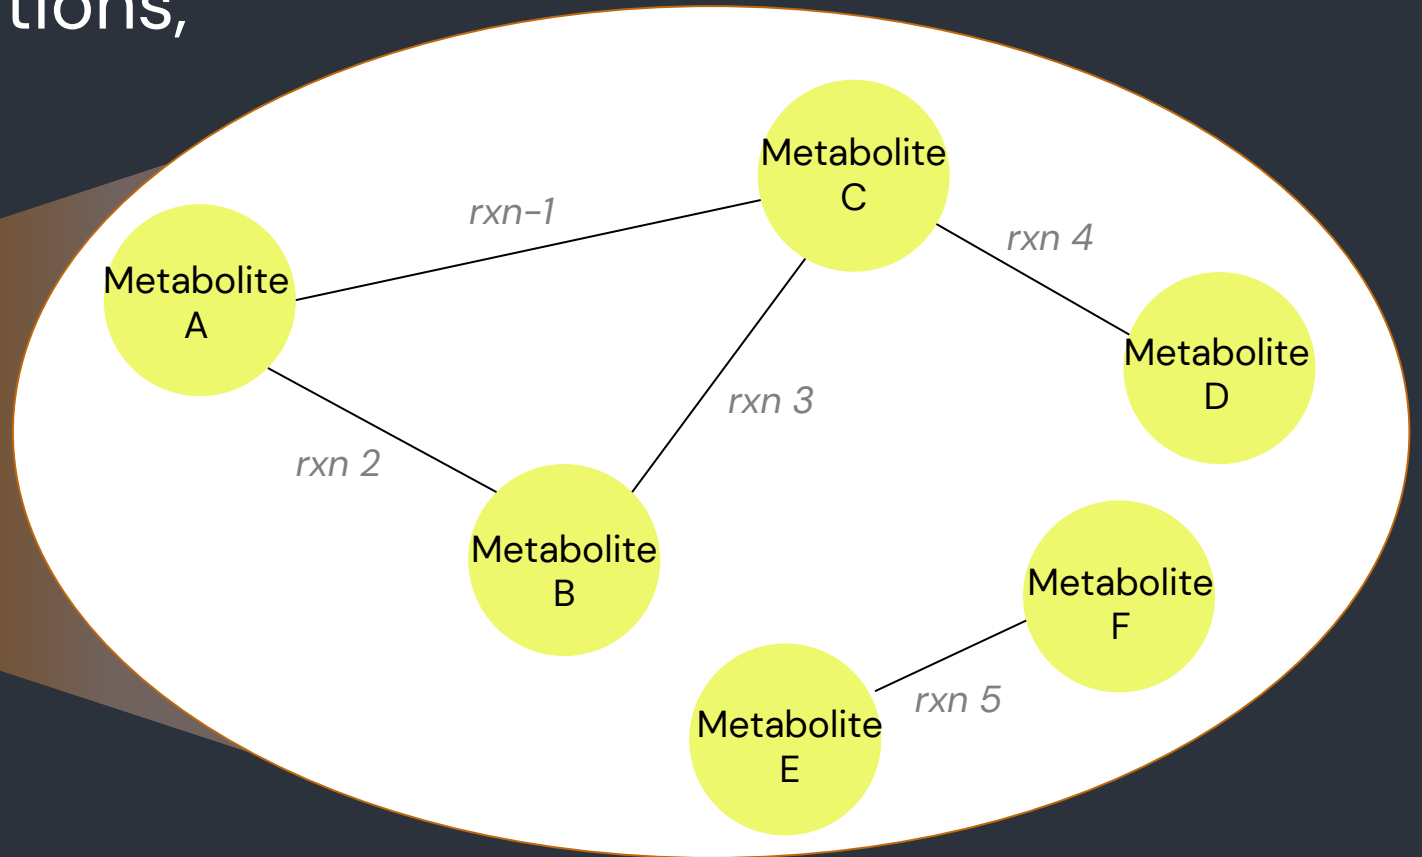 tions,
Metabolite
C
rxn-1
rxn 4
Metabolite
A
Metabolite
D
rxn 3
rxn 2
Metabolite
B
Metabolite
F
rxn 5
Metabolite
E